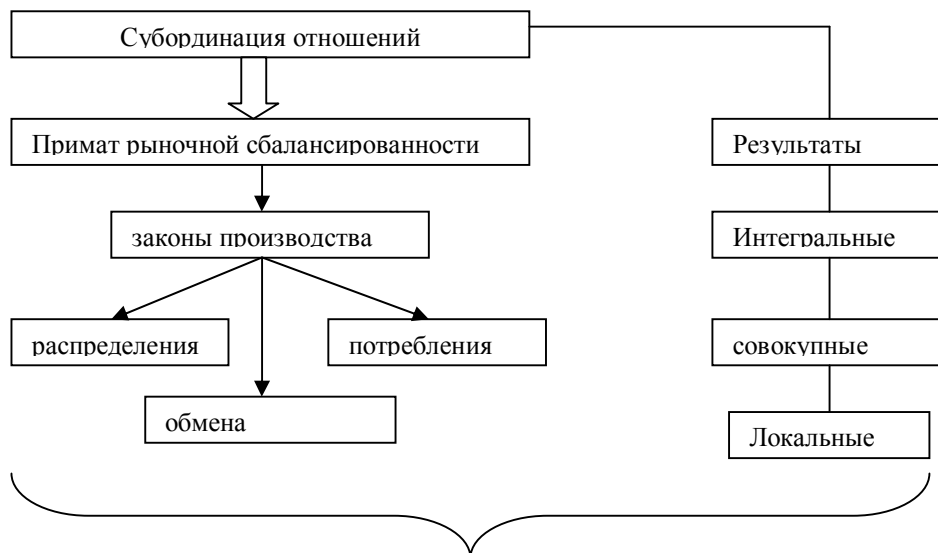 Субординация отношений
Примат рыночной сбалансированности
Результаты
законы производства
Интегральные
распределения
потребления
совокупные
обмена
Локальные